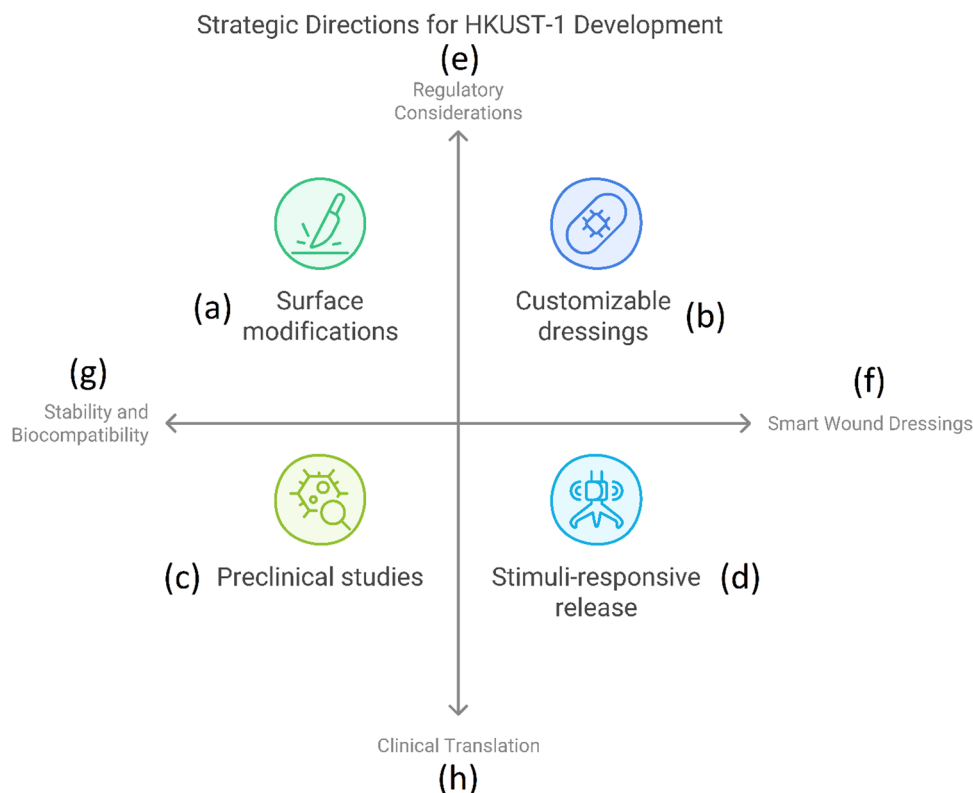 Strategic Directions for HKUST-1 Development
(e)
Regulatory
Considerations
(a)
Surface
modifications
Customizable
dressings
(b)
(g)
Stability and
Biocompatibility
(f)
Smart Wound Dressings
(c)
Preclinical studies
Stimuli-responsive
release
(d)
Clinical Translation
(h)